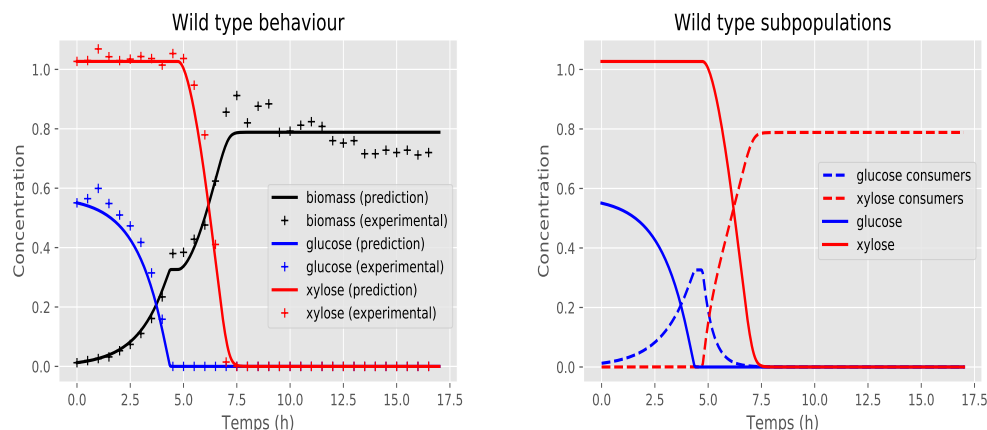 Wild type behaviour
Concentration
1.0
0.8
0.6
0.4
0.2
0.0
biomass (prediction)
biomass (experimental)
glucose (prediction)
glucose (experimental)
xylose (prediction)
xylose (experimental)
0.0 2.5 5.0 7.5 10.0 12.5 15.0 17.5
Temps (h)
Wild type subpopulations
Concentration
1.0
0.8
0.6
0.4
0.2
0.0
glucose consumers
xylose consumers
glucose
xylose
0.0 2.5 5.0 7.5 10.0 12.5 15.0 17.5
Temps (h)